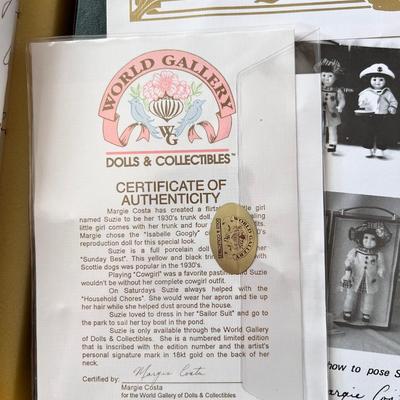 WORLD GALLERY
WG
DOLLS & COLLECTIBLES™
CERTIFICATE OF
AUTHENTICITY
Margie Costa has created a girl
named Suzie to be her 1930's trunk doll
little girl comes with her trunk and four
Margie chose the "Isabelle Googly" 1930's
reproduction doll for this special look.
Suzie is a full porcelain doll
"Sunday Best". This yellow and black
Scottie dogs was popular in the 1930's.
Playing "Cowgirl" was a favorite Suzie
wouldn't be without her complete cowgirl outfit.
On Saturdays Suzie always helped with the
"Household Chores". She would wear her apron and tie up
her hair while she helped dust around the house.
Suzie loved to dress in her "Sailor Suit" and go to
the park to sail her toy boat in the pond.
Suzie is only available through the World Gallery
of Dolls & Collectibles. She is a numbered limited edition
that is inscribed with the edition number and the artist's
personal signature mark in 18kt gold on the back of her
neck.
Certified by: Margie Costa
Margie Costa
for the World Gallery of Dolls & Collectibles
WORLD GALLERY
how to pose S
Margie Costa